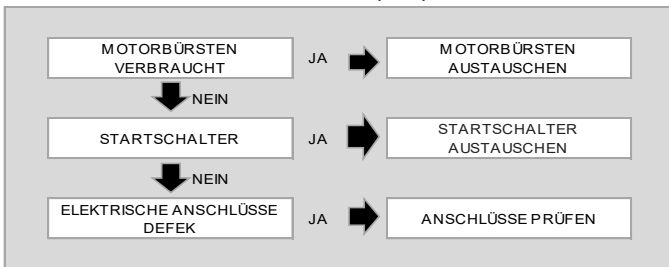 MOTORBÜRSTEN
VERBRAUCHT
JA
MOTORBÜRSTEN
AUSTAUSCHEN
NEIN
STARTSCHALTER
JA
STARTSCHALTER
AUSTAUSCHEN
NEIN
ELEKTRISCHE ANSCHLÜSSE
DEFEK
JA
ANSCHLÜSSE PRÜFEN